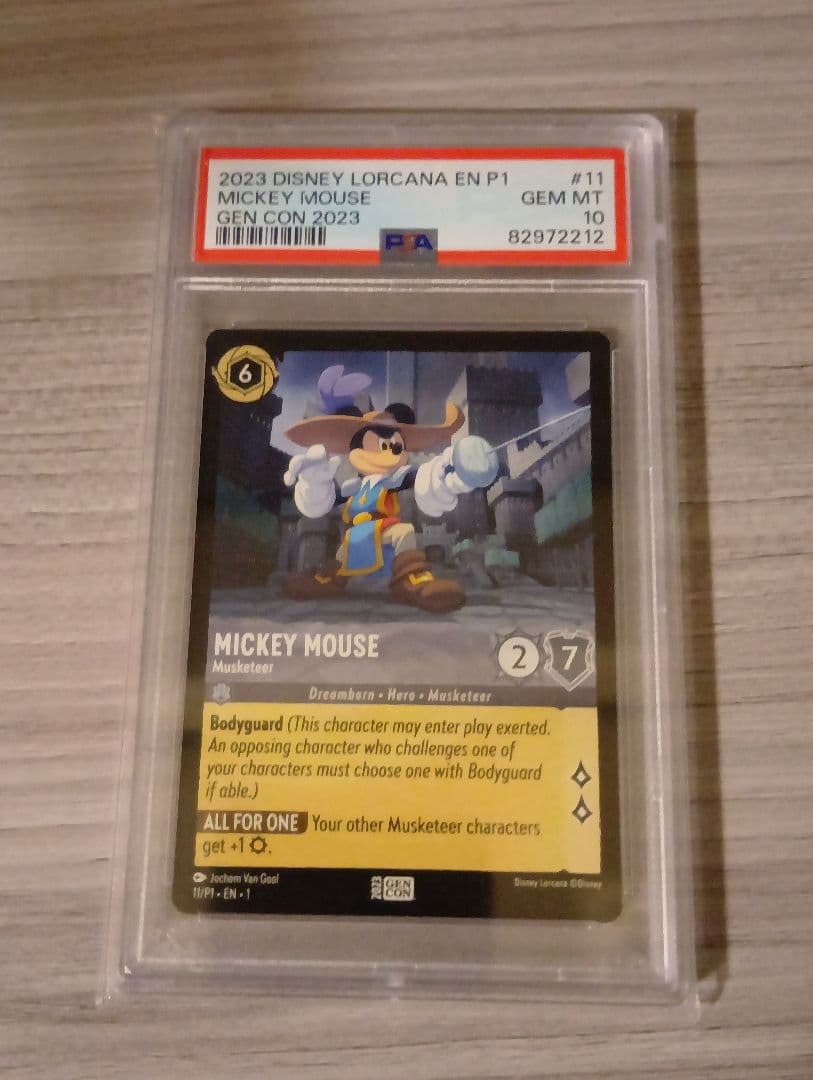 2023 DISNEY LORCANA EN P1 #11
MICKEY MOUSE GEM MT
GEN CON 2023 10
PSA 82972212
6
MICKEY MOUSE
Musketeer
2 7
Dreamborn • Hero • Musketeer
Bodyguard (This character may enter play exerted.
An opposing character who challenges one of
your characters must choose one with Bodyguard
if able.)
ALL FOR ONE Your other Musketeer characters
get +1 .
Jochem Van Gool
11/P1 • EN • 1
2023 GEN CON
Disney Lorcana ©Disney